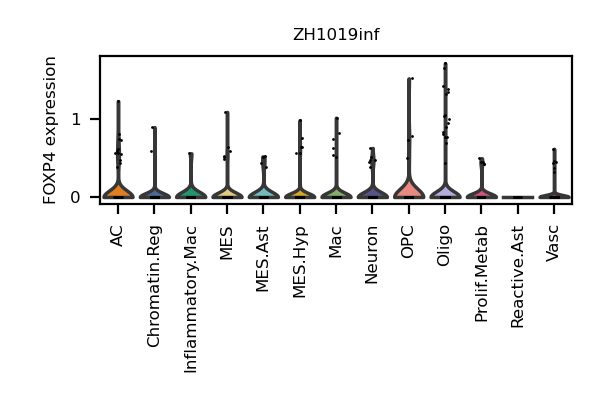 ZH1019inf
FOXP4 expression
1
0
AC
Chromatin.Reg
Inflammatory.Mac
MES
MES.Ast
MES.Hyp
Mac
Neuron
OPC
Oligo
Prolif.Metab
Reactive.Ast
Vasc